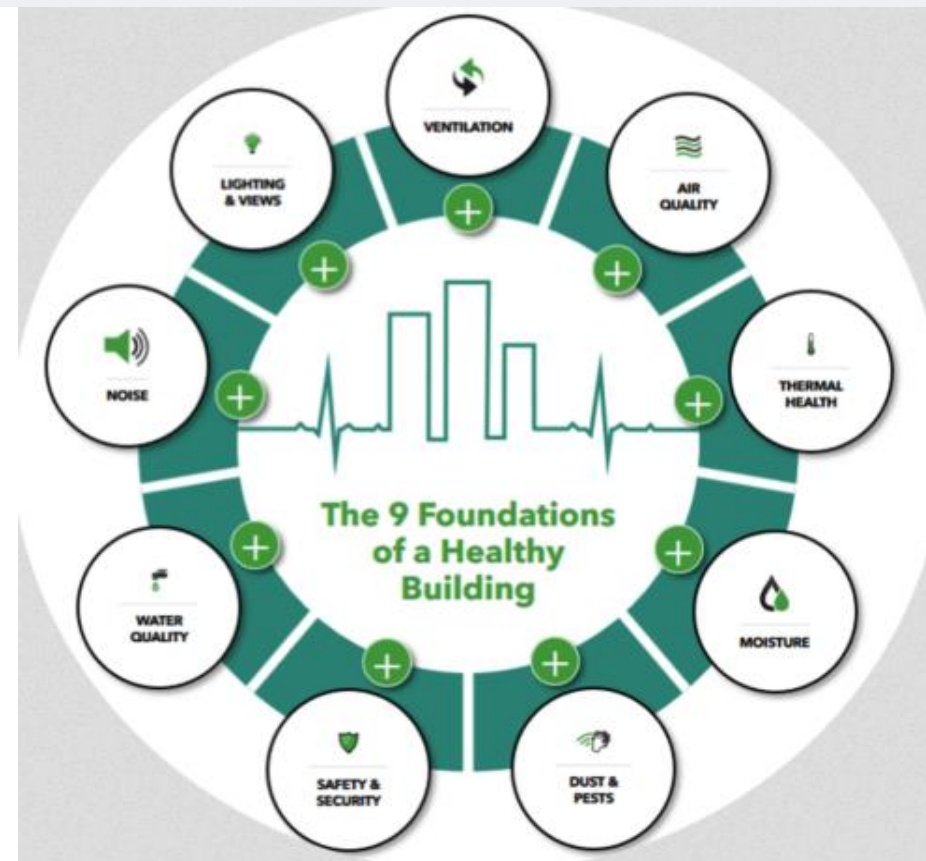 VENTILATION
AIR
QUALITY
THERMAL
HEALTH
MOISTURE
DUST &
PESTS
SAFETY &
SECURITY
WATER
QUALITY
NOISE
LIGHTING
& VIEWS
The 9 Foundations
of a Healthy
Building